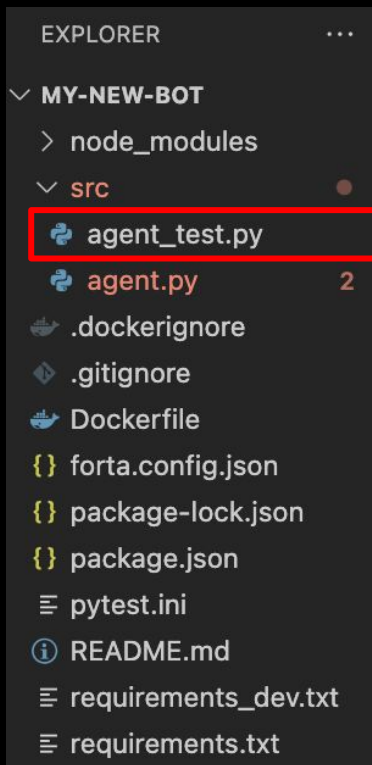 EXPLORER ...
MY-NEW-BOT
node_modules
src
agent_test.py
agent.py 2
.dockerignore
.gitignore
Dockerfile
{} forta.config.json
{} package-lock.json
{} package.json
pytest.ini
README.md
requirements_dev.txt
requirements.txt